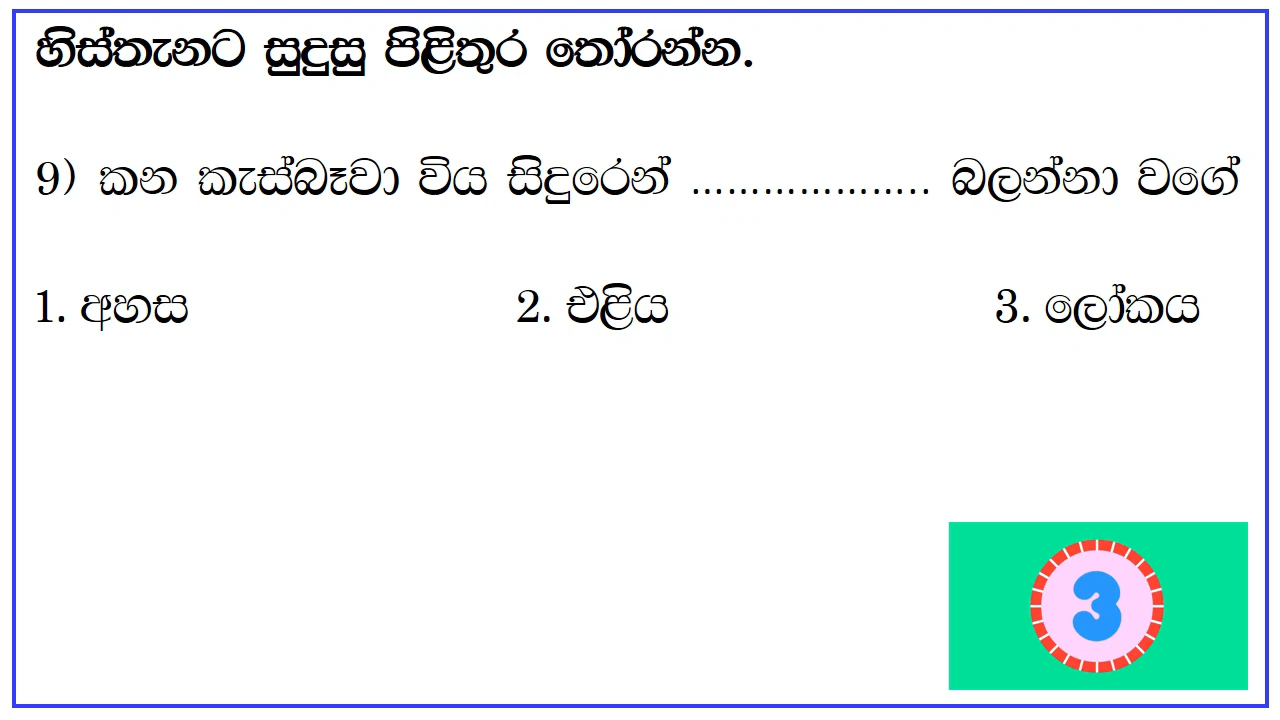 හිස්තැනට සුදුසු පිළිතුර තෝරන්න.
9) කන කැස්බෑවා විය සිදුරෙන් .................... බලන්නා වගේ
1. අහස 2. එළිය 3. ලෝකය
3